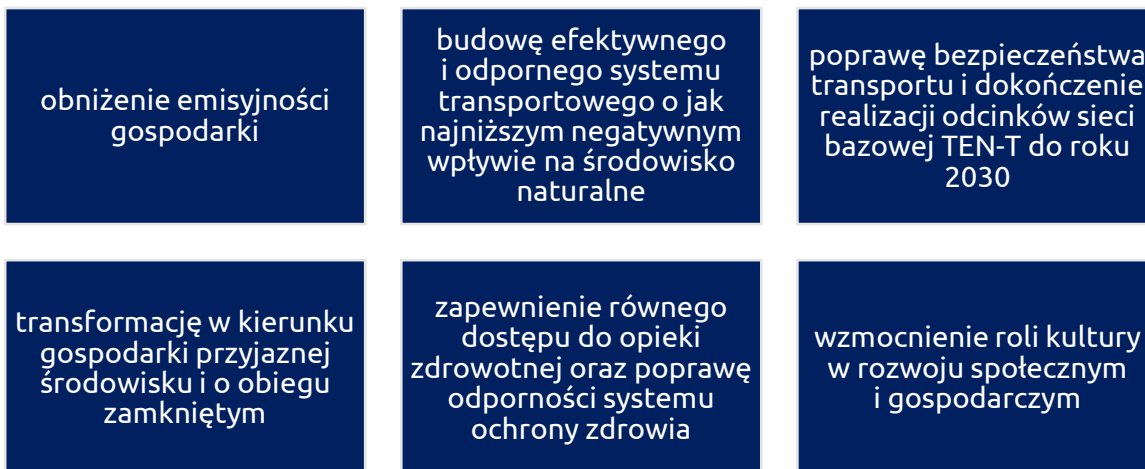 obniżenie emisyjności
gospodarki
budowę efektywnego
i odpornego systemu
transportowego o jak
najniższym negatywnym
wpływie na środowisko
naturalne
poprawę bezpieczeństwa
transportu i dokończenie
realizacji odcinków sieci
bazowej TEN-T do roku
2030
transformację w kierunku
gospodarki przyjaznej
środowisku i o obiegu
zamkniętym
zapewnienie równego
dostępu do opieki
zdrowotnej oraz poprawę
odporności systemu
ochrony zdrowia
wzmocnienie roli kultury
w rozwoju społecznym
i gospodarczym